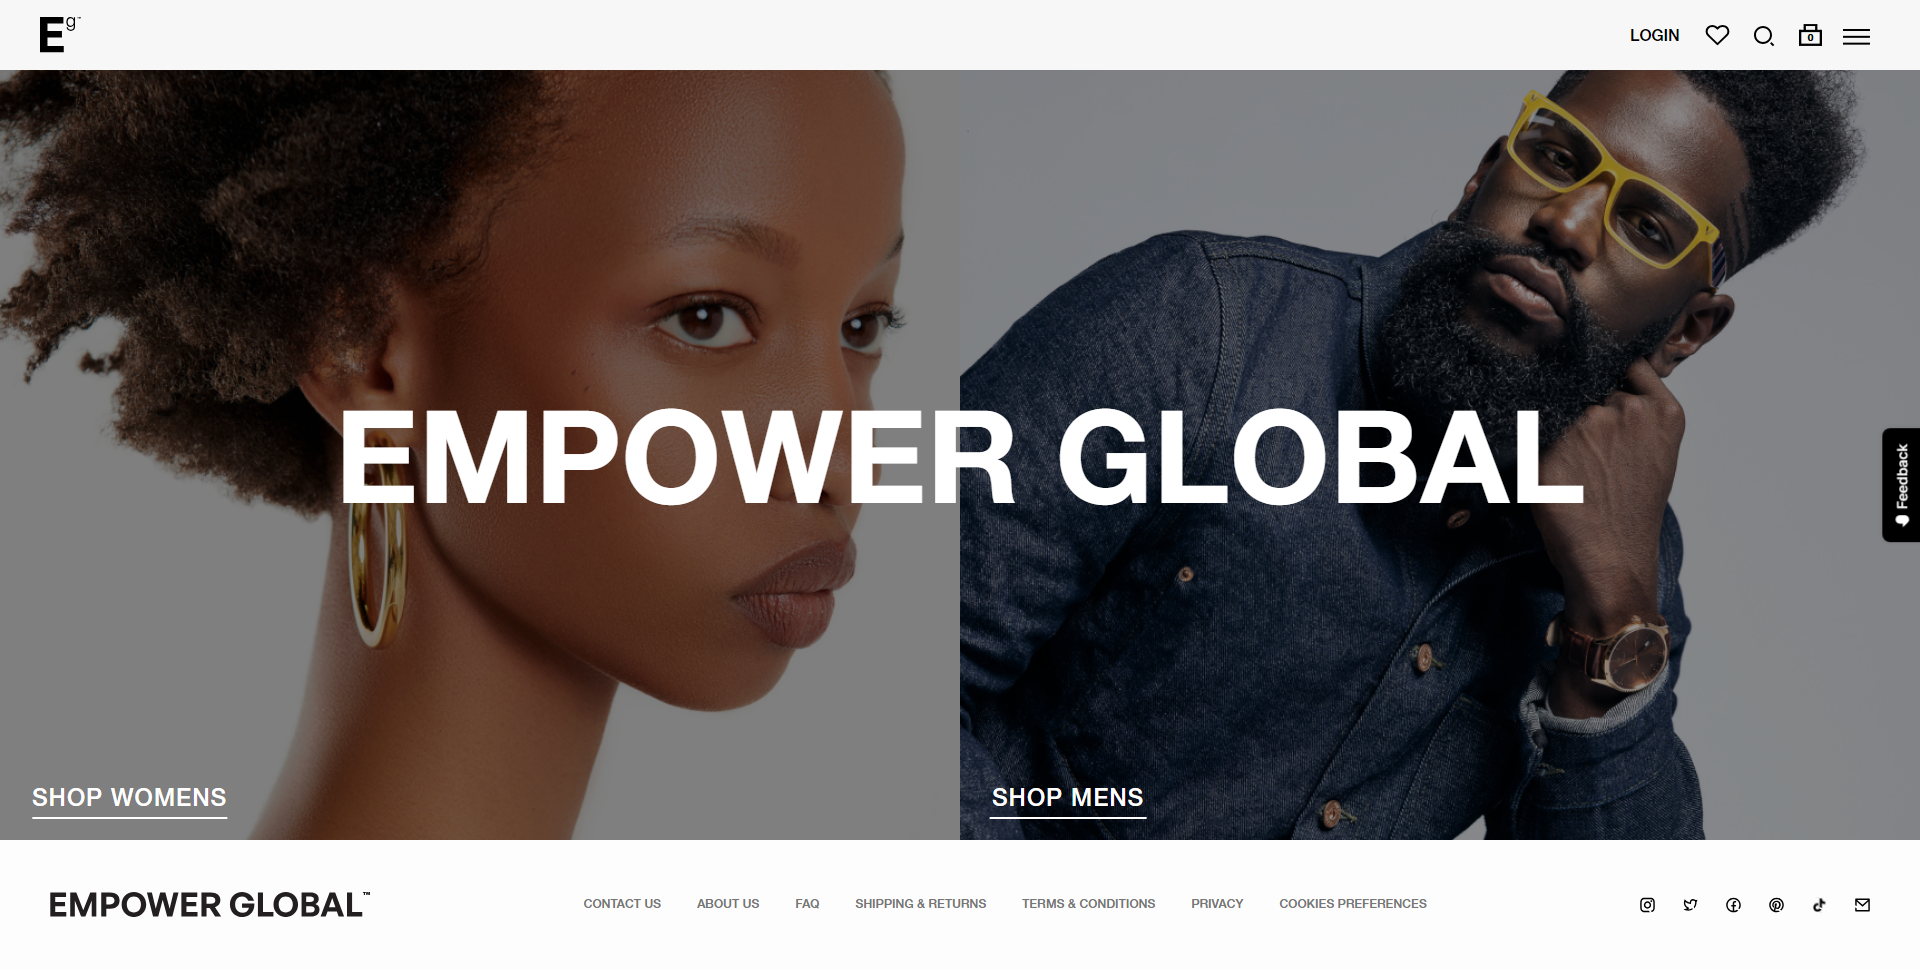 Eg™
LOGIN
0
EMPOWER GLOBAL
Feedback
SHOP WOMENS
SHOP MENS
EMPOWER GLOBAL™
CONTACT US
ABOUT US
FAQ
SHIPPING & RETURNS
TERMS & CONDITIONS
PRIVACY
COOKIES PREFERENCES